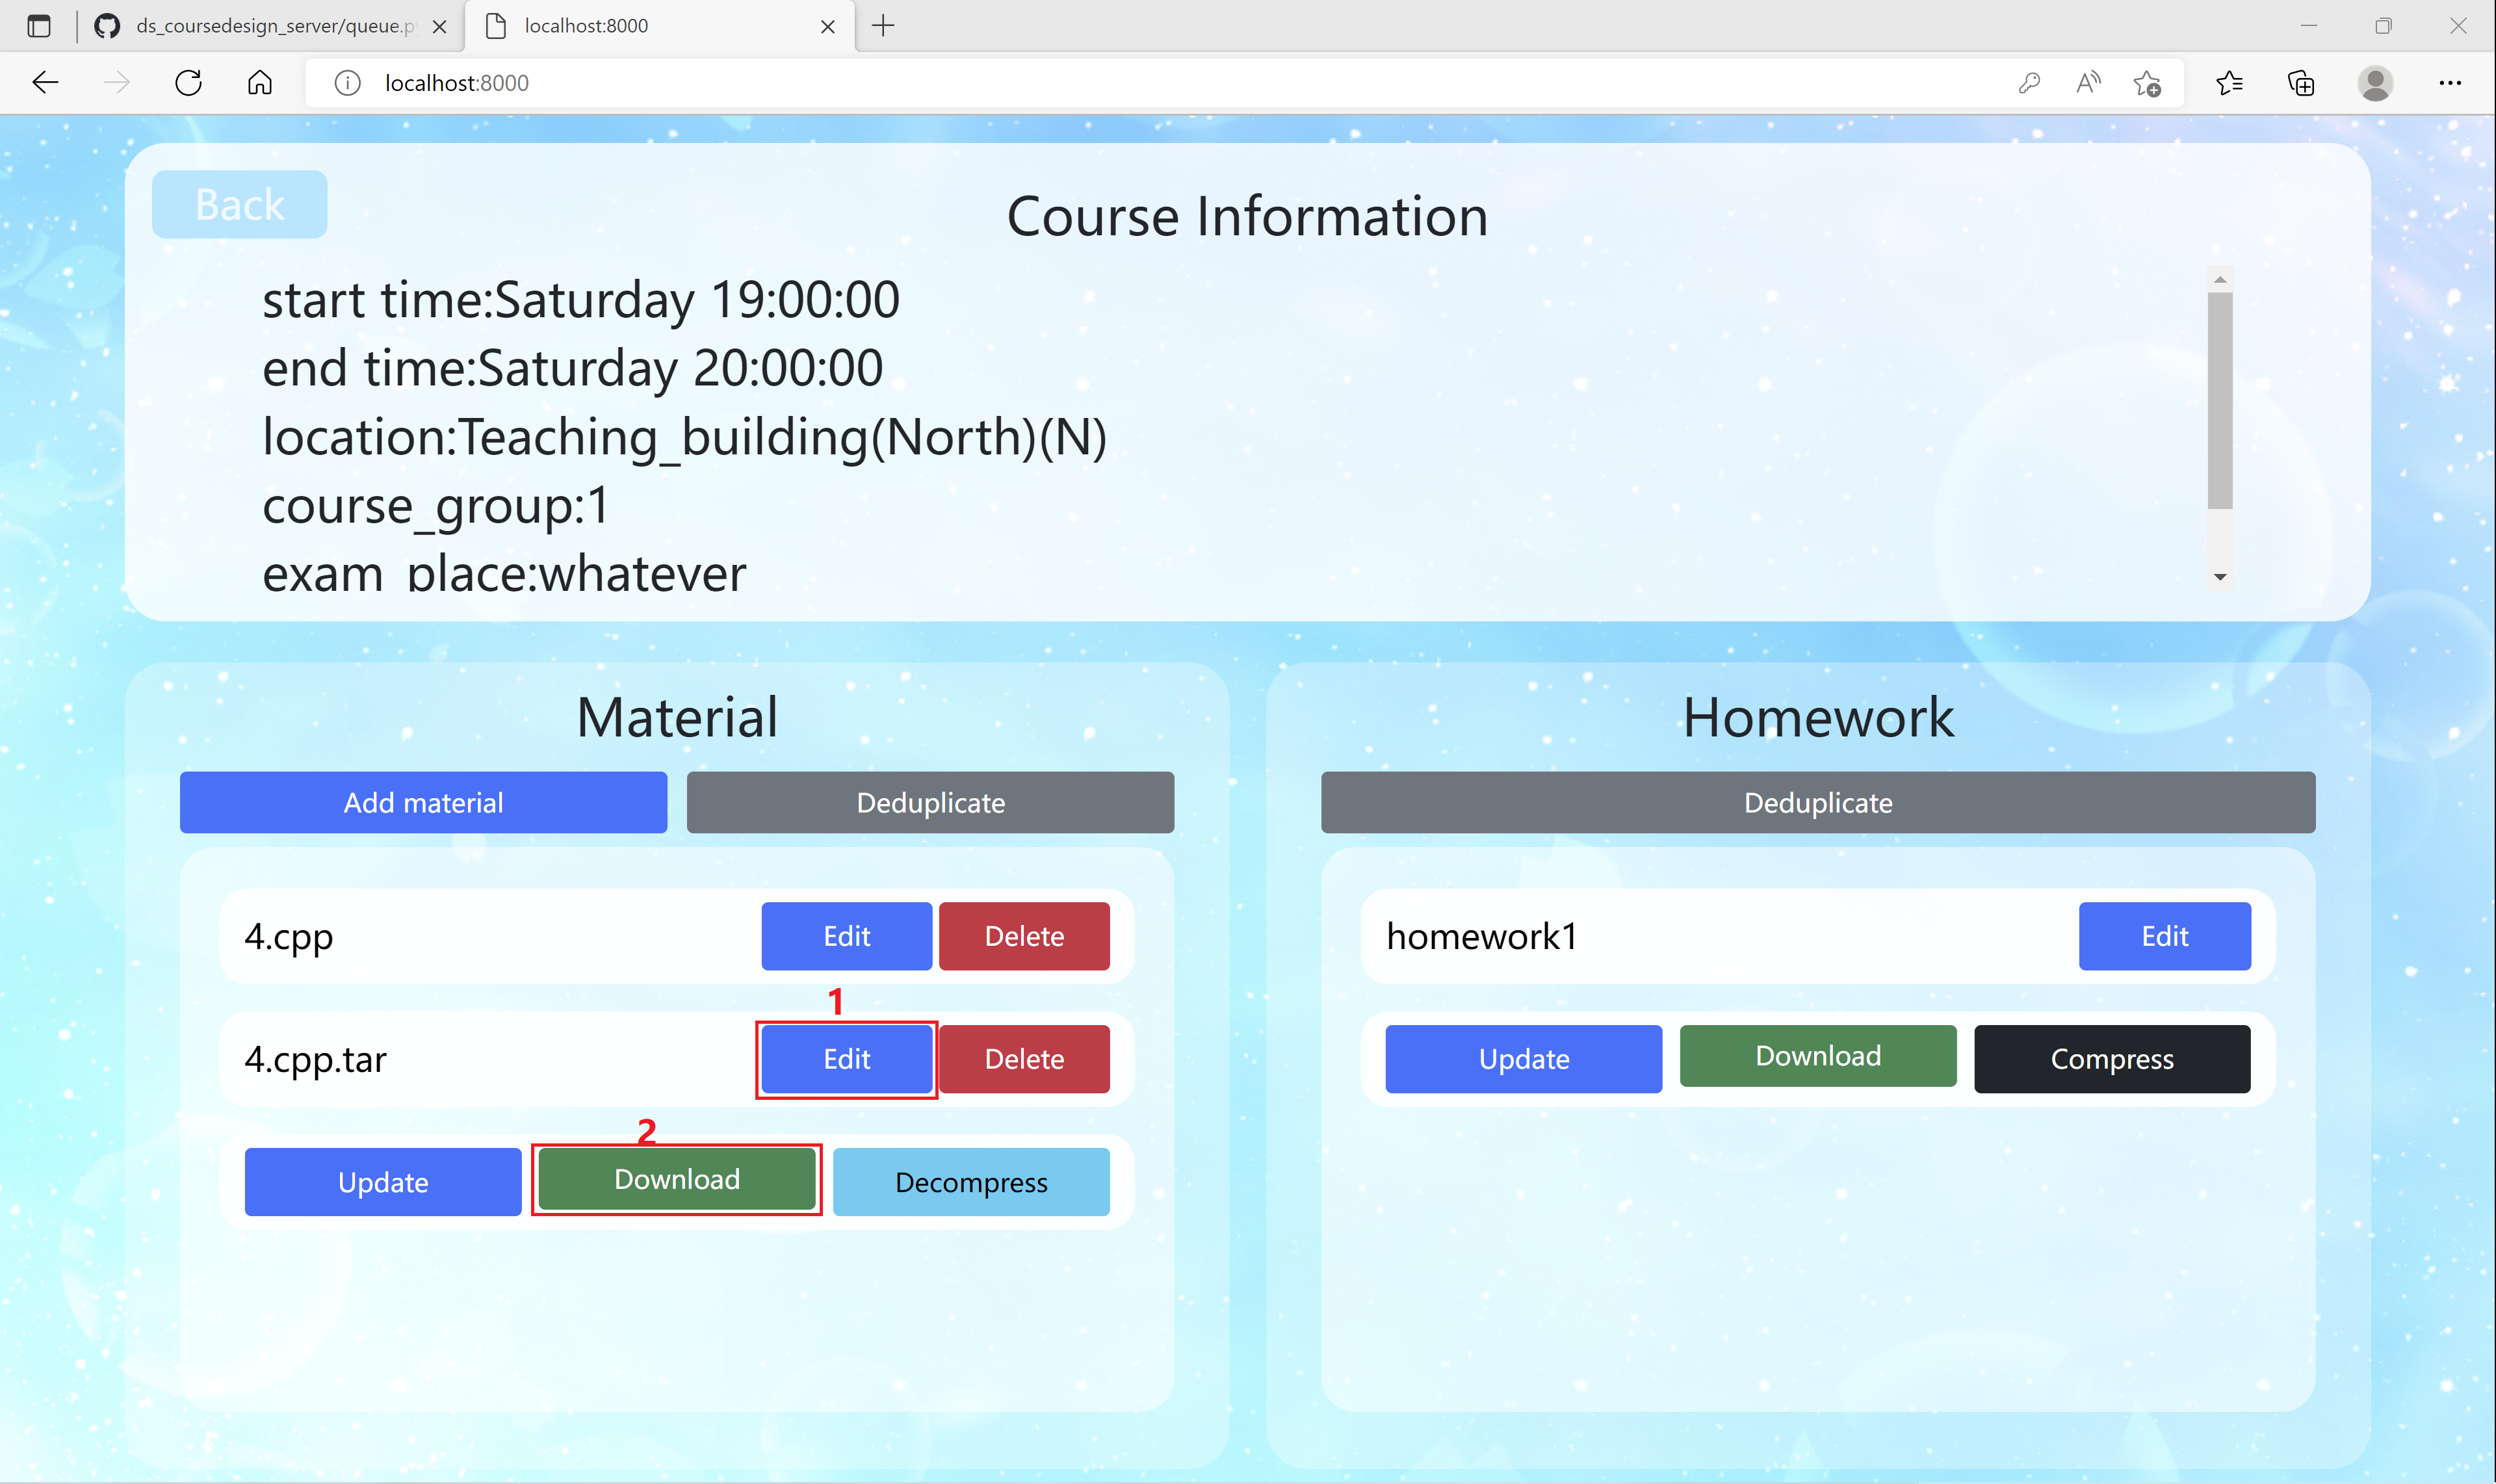 ds_coursedesign_server/queue.p
localhost:8000
localhost:8000
Back
Course Information
start time:Saturday 19:00:00
end time:Saturday 20:00:00
location:Teaching_building(North)(N)
course_group:1
exam_place:whatever
Material
Add material
Deduplicate
4.cpp
Edit
Delete
1
4.cpp.tar
Edit
Delete
2
Update
Download
Decompress
Homework
Deduplicate
homework1
Edit
Update
Download
Compress